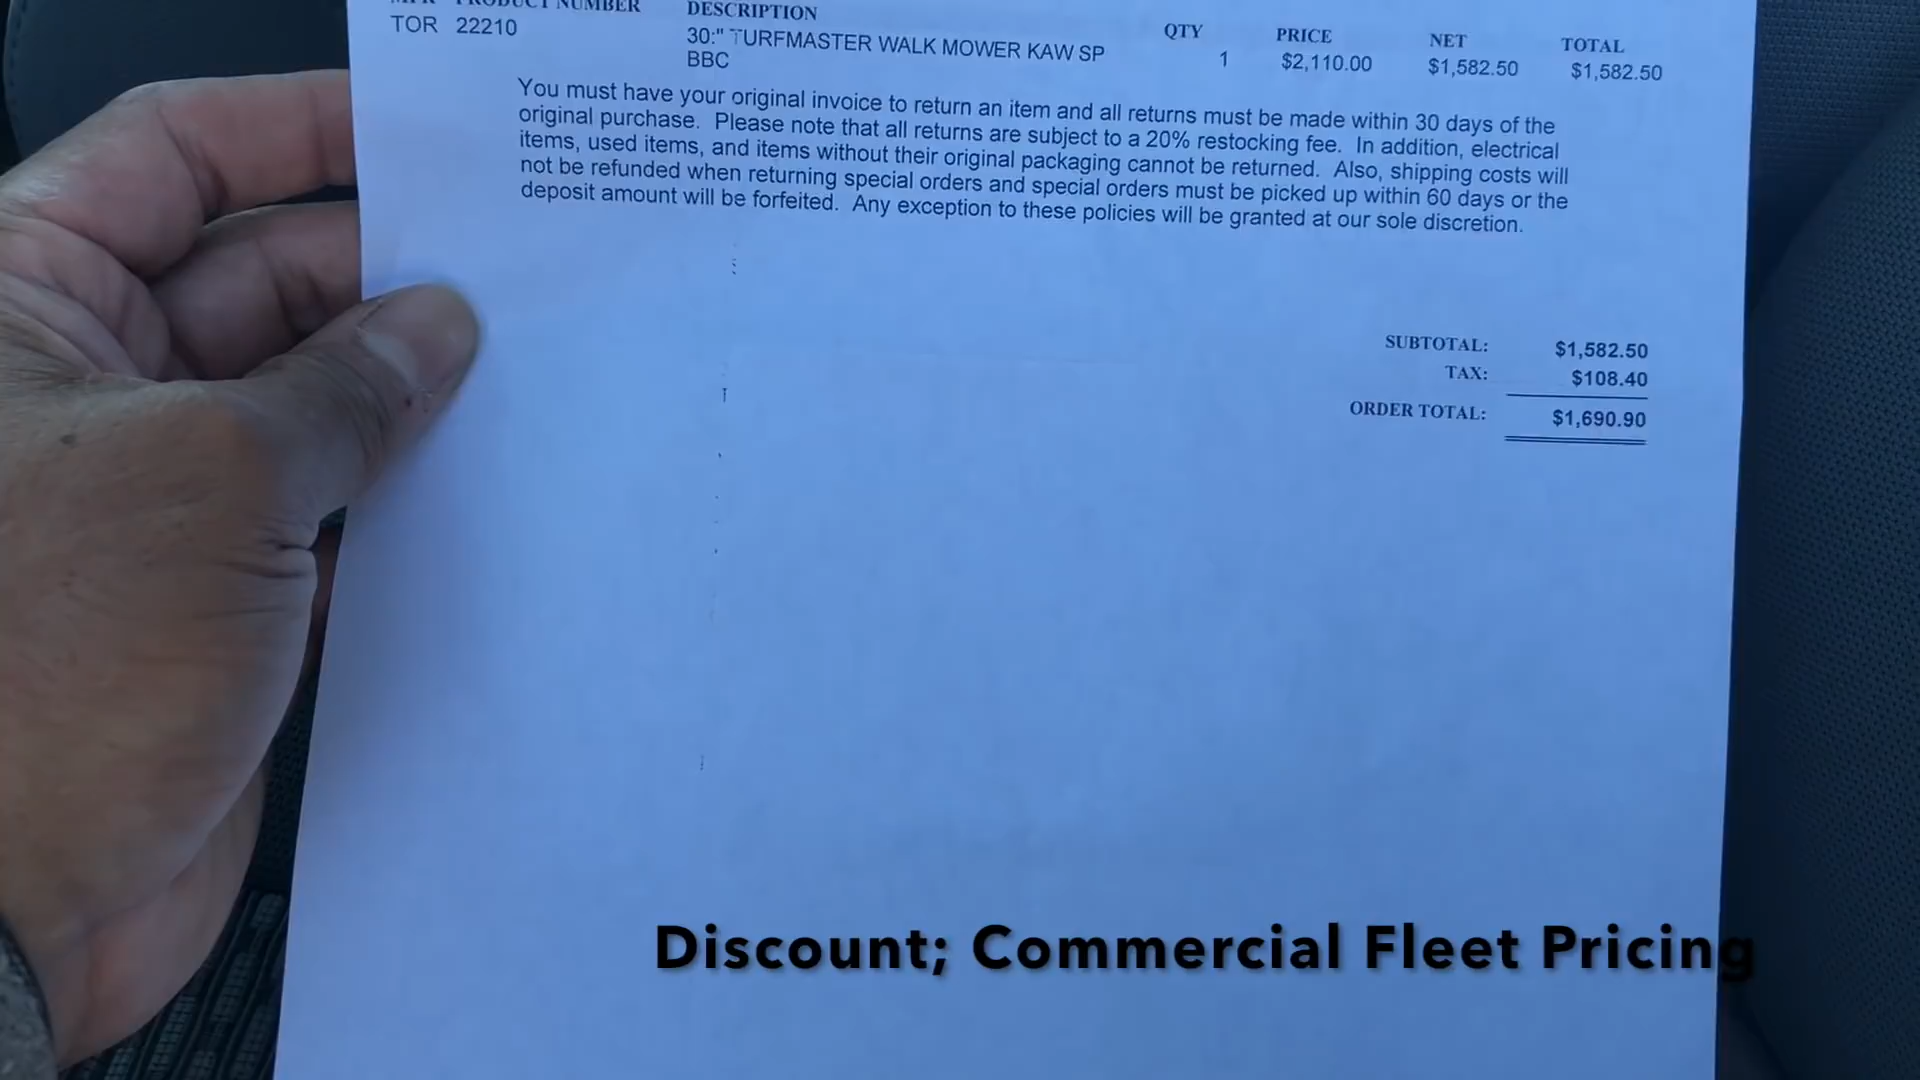 MFR PRODUCT NUMBER DESCRIPTION QTY PRICE NET TOTAL
TOR 22210 30:" TURFMASTER WALK MOWER KAW SP 1 $2,110.00 $1,582.50 $1,582.50
BBC
You must have your original invoice to return an item and all returns must be made within 30 days of the
original purchase. Please note that all returns are subject to a 20% restocking fee. In addition, electrical
items, used items, and items without their original packaging cannot be returned. Also, shipping costs will
not be refunded when returning special orders and special orders must be picked up within 60 days or the
deposit amount will be forfeited. Any exception to these policies will be granted at our sole discretion.
SUBTOTAL: $1,582.50
TAX: $108.40
ORDER TOTAL: $1,690.90
Discount; Commercial Fleet Pricing